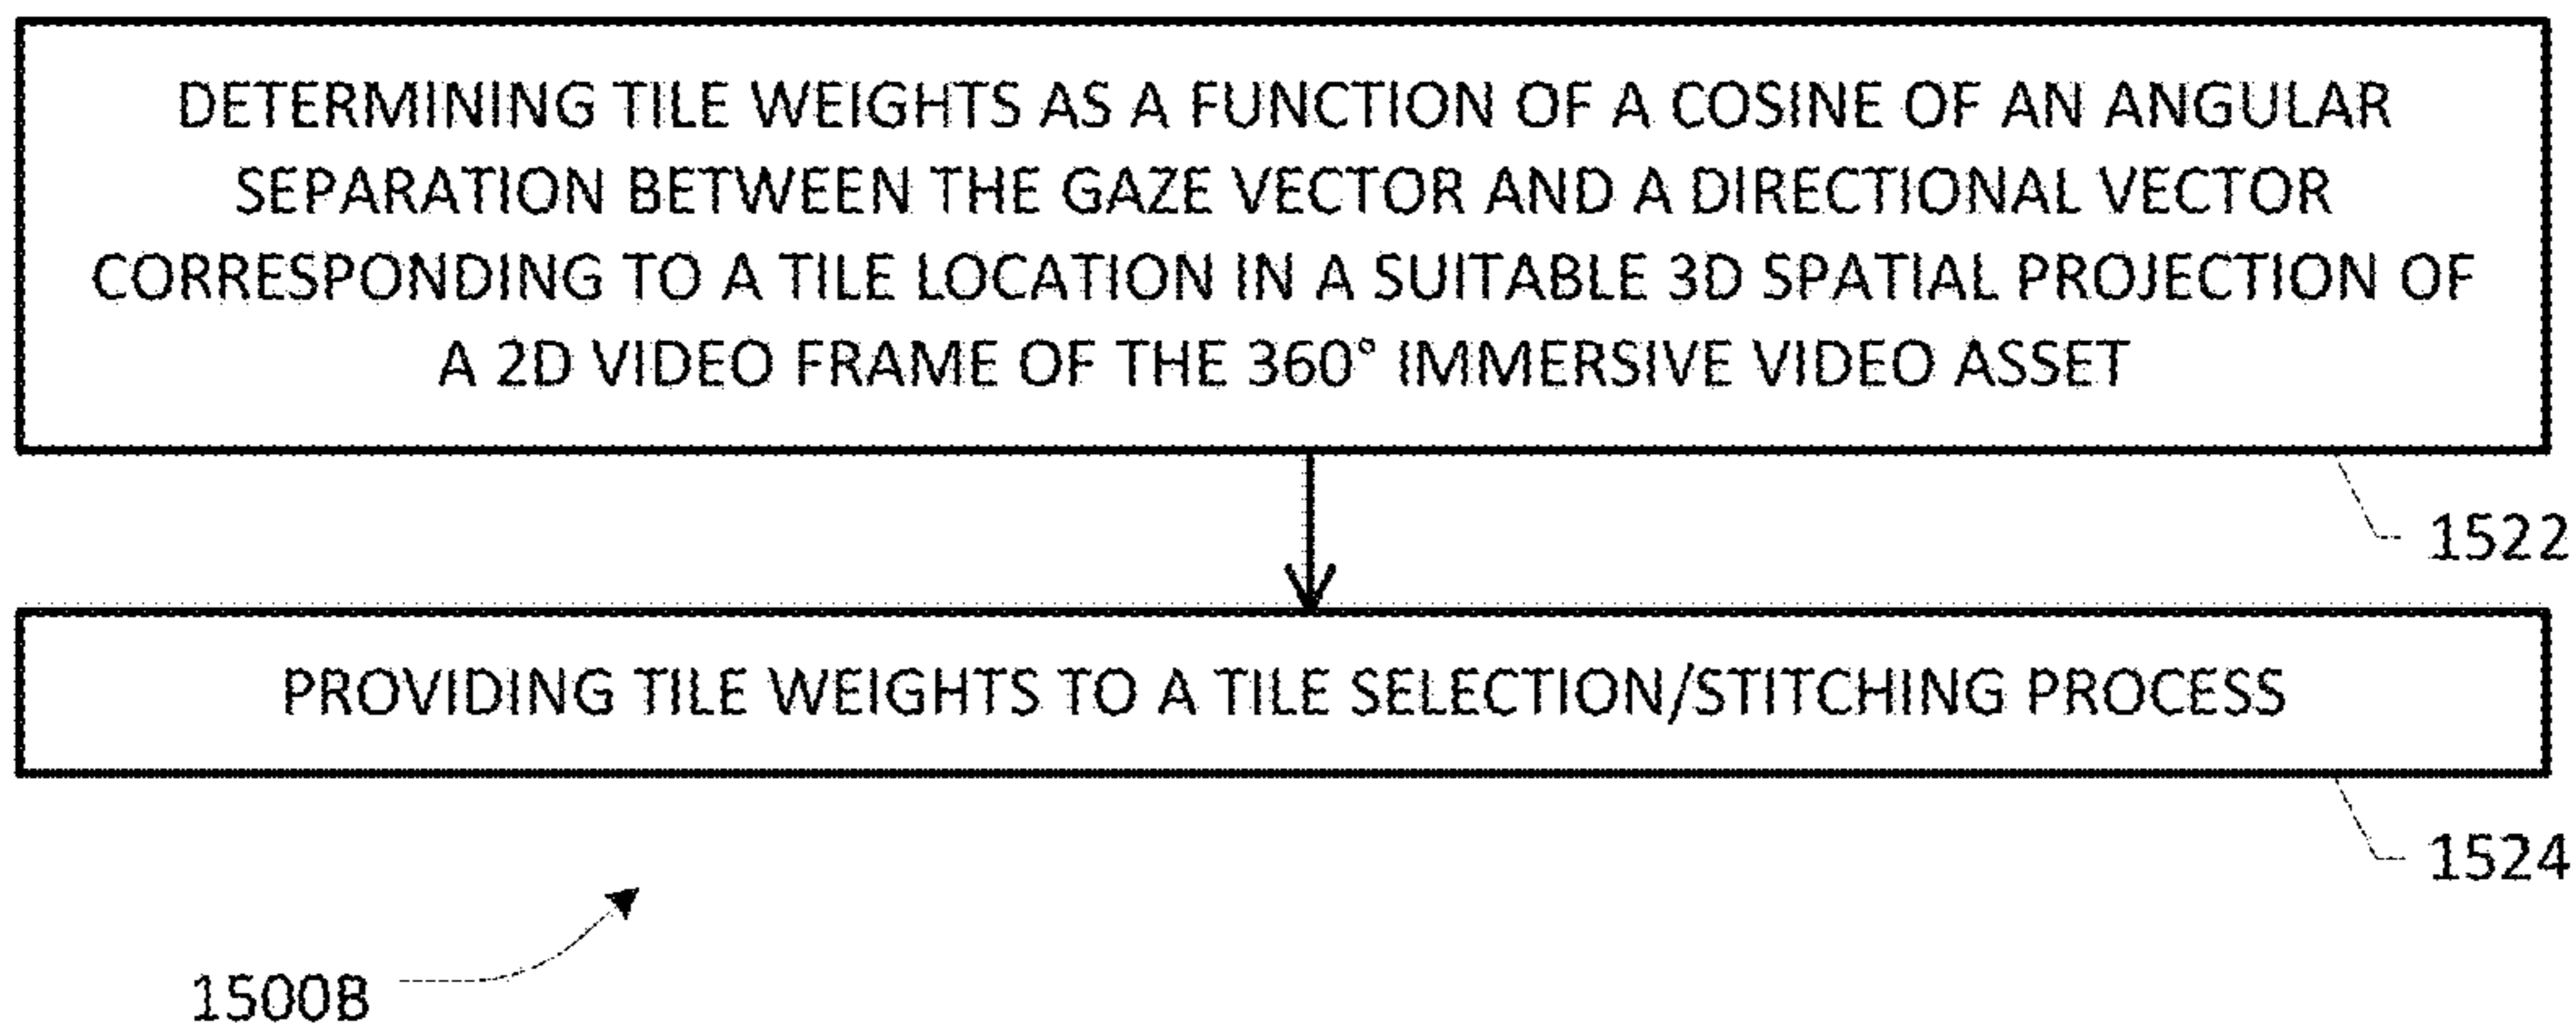 DETERMINING TILE WEIGHTS AS A FUNCTION OF A COSINE OF AN ANGULAR
SEPARATION BETWEEN THE GAZE VECTOR AND A DIRECTIONAL VECTOR
CORRESPONDING TO A TILE LOCATION IN A SUITABLE 3D SPATIAL PROJECTION OF
A 2D VIDEO FRAME OF THE 360° IMMERSIVE VIDEO ASSET
1522
PROVIDING TILE WEIGHTS TO A TILE SELECTION/STITCHING PROCESS
1524
1500B